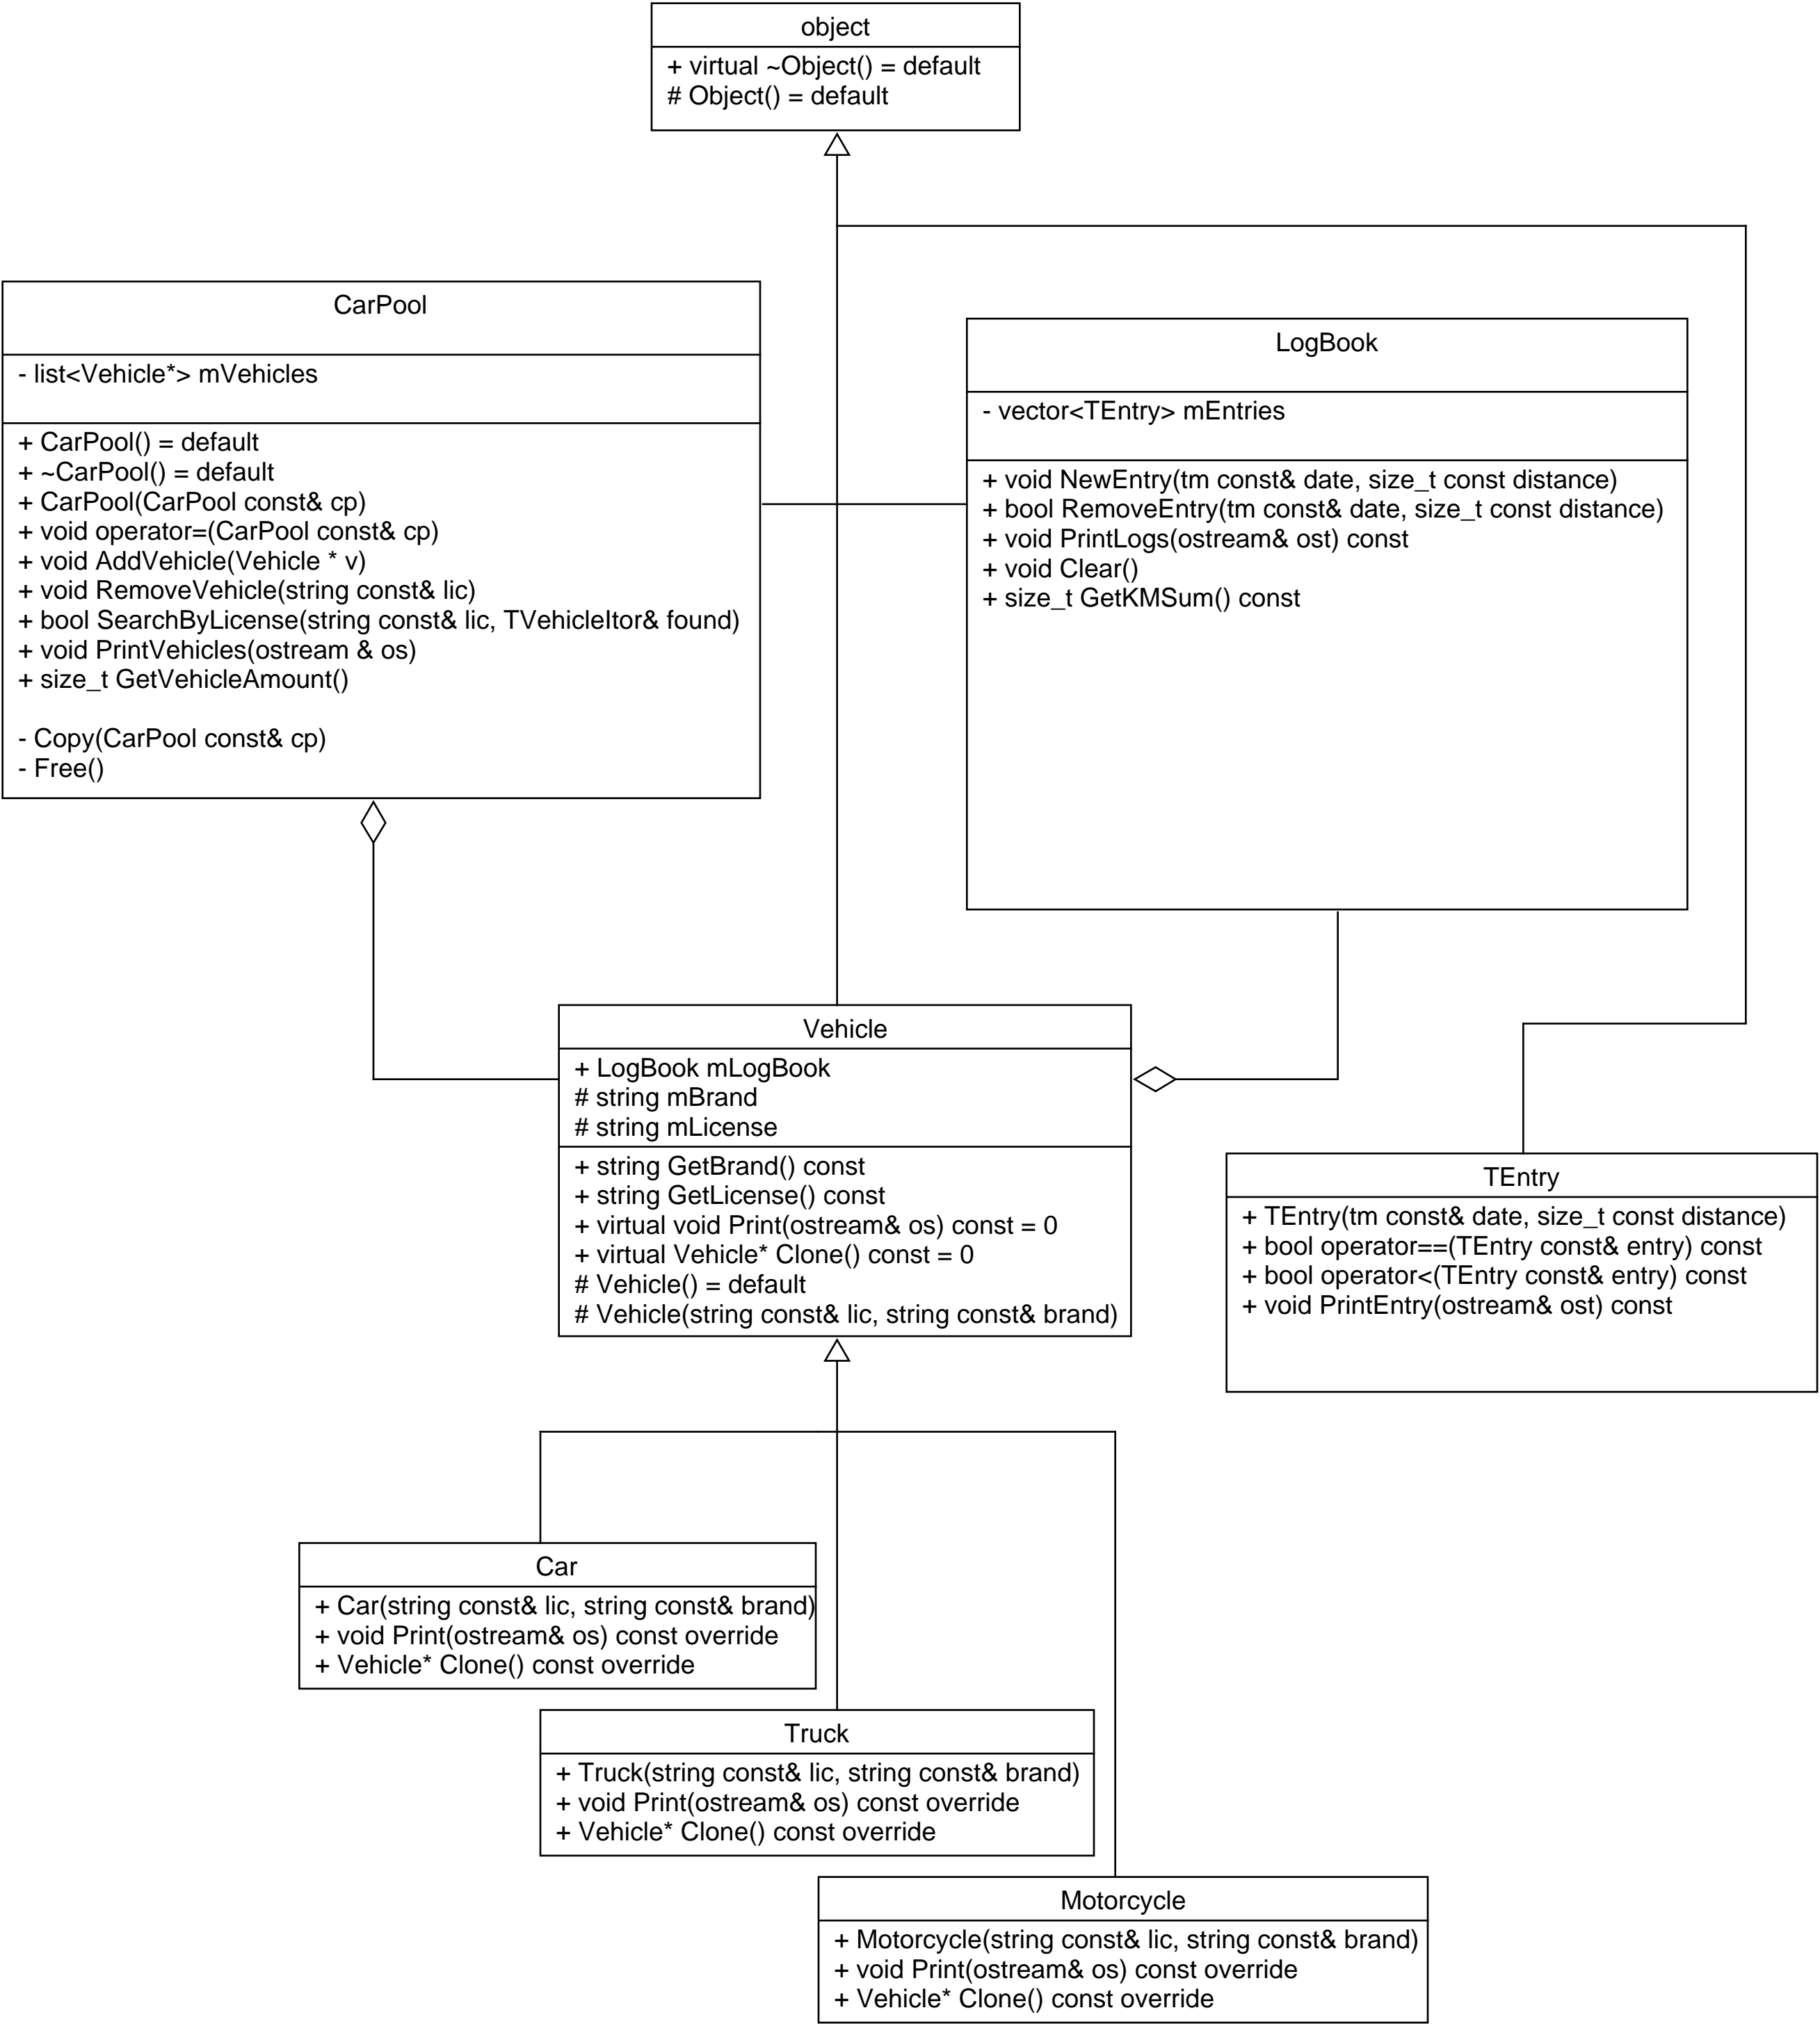 object
+ virtual ~Object() = default
# Object() = default
CarPool
- list<Vehicle*> mVehicles
+ CarPool() = default
+ ~CarPool() = default
+ CarPool(CarPool const& cp)
+ void operator=(CarPool const& cp)
+ void AddVehicle(Vehicle * v)
+ void RemoveVehicle(string const& lic)
+ bool SearchByLicense(string const& lic, TVehicleItor& found)
+ void PrintVehicles(ostream & os)
+ size_t GetVehicleAmount()
- Copy(CarPool const& cp)
- Free()
LogBook
- vector<TEntry> mEntries
+ void NewEntry(tm const& date, size_t const distance)
+ bool RemoveEntry(tm const& date, size_t const distance)
+ void PrintLogs(ostream& ost) const
+ void Clear()
+ size_t GetKMSum() const
Vehicle
+ LogBook mLogBook
# string mBrand
# string mLicense
+ string GetBrand() const
+ string GetLicense() const
+ virtual void Print(ostream& os) const = 0
+ virtual Vehicle* Clone() const = 0
# Vehicle() = default
# Vehicle(string const& lic, string const& brand)
TEntry
+ TEntry(tm const& date, size_t const distance)
+ bool operator==(TEntry const& entry) const
+ bool operator<(TEntry const& entry) const
+ void PrintEntry(ostream& ost) const
Car
+ Car(string const& lic, string const& brand)
+ void Print(ostream& os) const override
+ Vehicle* Clone() const override
Truck
+ Truck(string const& lic, string const& brand)
+ void Print(ostream& os) const override
+ Vehicle* Clone() const override
Motorcycle
+ Motorcycle(string const& lic, string const& brand)
+ void Print(ostream& os) const override
+ Vehicle* Clone() const override